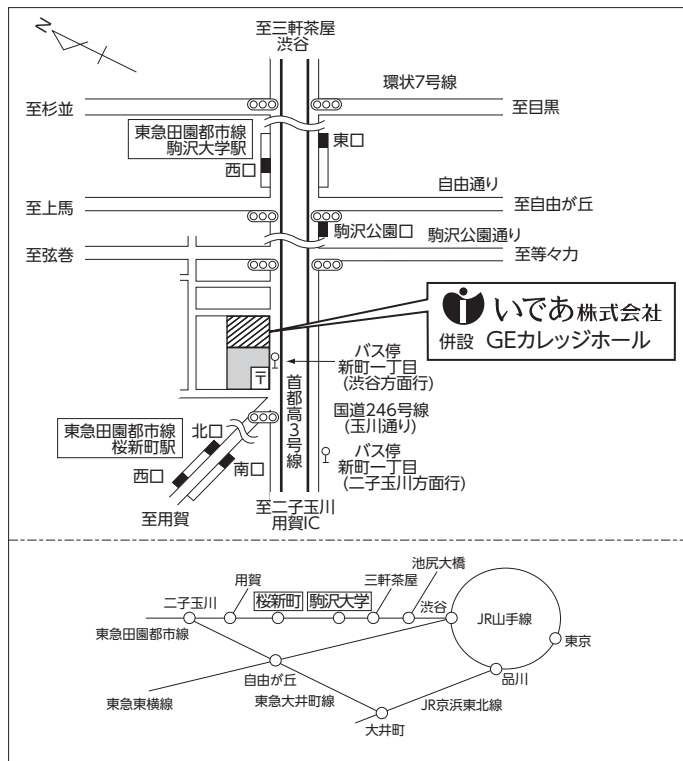 N
至三軒茶屋
渋谷
環状7号線
至杉並
至目黒
東急田園都市線
駒沢大学駅
東口
西口
自由通り
至上馬
至自由が丘
駒沢公園口
駒沢公園通り
至弦巻
至等々力
いであ株式会社
併設 GEカレッジホール
バス停
新町一丁目
(渋谷方面行)
〒
首都高3号線
国道246号線
(玉川通り)
東急田園都市線
桜新町駅
北口
西口
南口
バス停
新町一丁目
(二子玉川方面行)
至用賀
至二子玉川
用賀IC
池尻大橋
用賀
三軒茶屋
二子玉川
桜新町
駒沢大学
渋谷
JR山手線
東急田園都市線
東京
自由が丘
品川
東急東横線
東急大井町線
JR京浜東北線
大井町